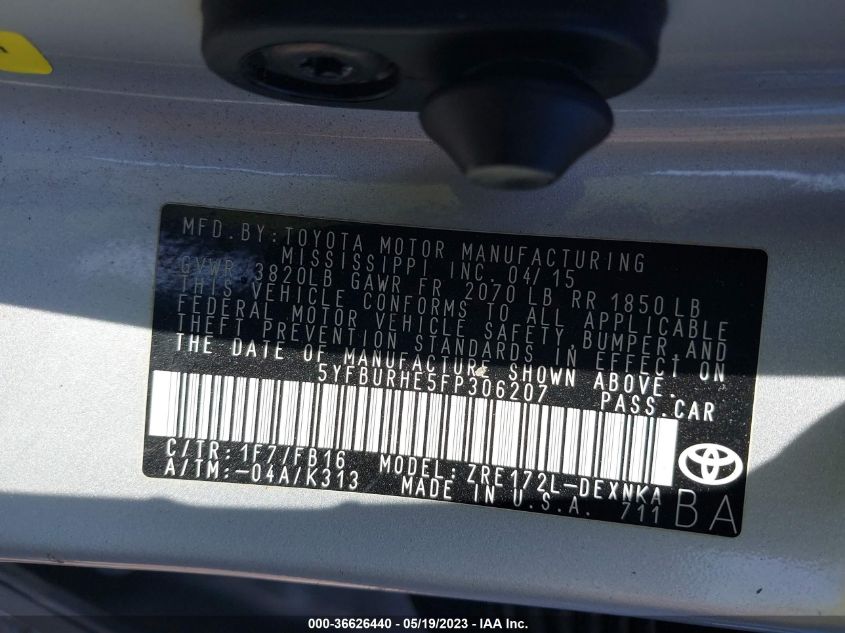 MFD.BY:TOYOTA MOTOR MANUFACTURING
MISSISSIPPI INC. 04/15
GVWR 3820LB GAWR FR 2070 LB RR 1850LB
THIS VEHICLE CONFORMS TO ALL APPLICABLE
FEDERAL MOTOR VEHICLE SAFETY, BUMPER, AND
THEFT PREVENTION STANDARDS IN EFFECT ON
THE DATE OF MANUFACTURE SHOWN ABOVE.
5YFBURHE5FP306207 PASS.CAR
C/TR: 1F7/FB16 MODEL: ZRE172L-DEXNKA
A/TM:-04A/K313 MADE IN U.S.A. 711 BA
000-36626440 - 05/19/2023 - IAA Inc.